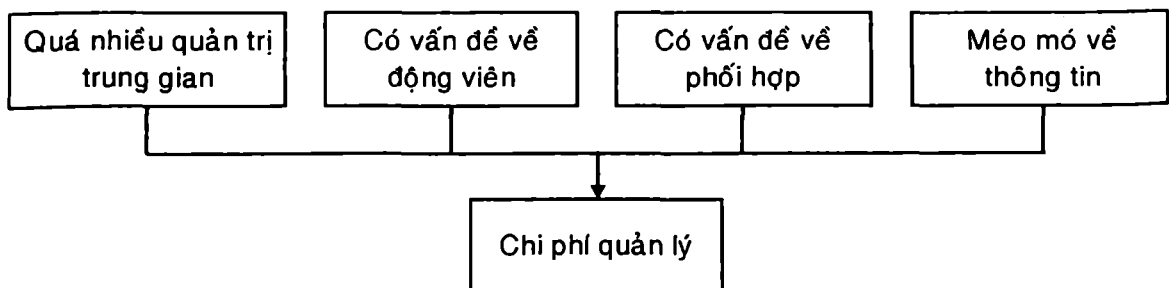 Quá nhiều quản trị
trung gian
Có vấn đề về
động viên
Có vấn đề về
phối hợp
Méo mó về
thông tin
Chi phí quản lý